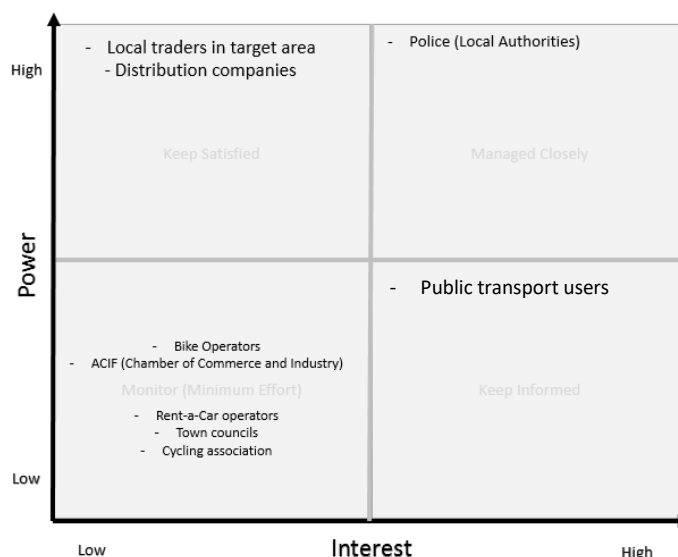 High
- Local traders in target area
- Distribution companies
- Police (Local Authorities)
Keep Satisfied
Managed Closely
Power
- Public transport users
- Bike Operators
- ACIF (Chamber of Commerce and Industry)
Monitor (Minimum Effort)
Keep Informed
- Rent-a-Car operators
- Town councils
- Cycling association
Low
Low
Interest
High